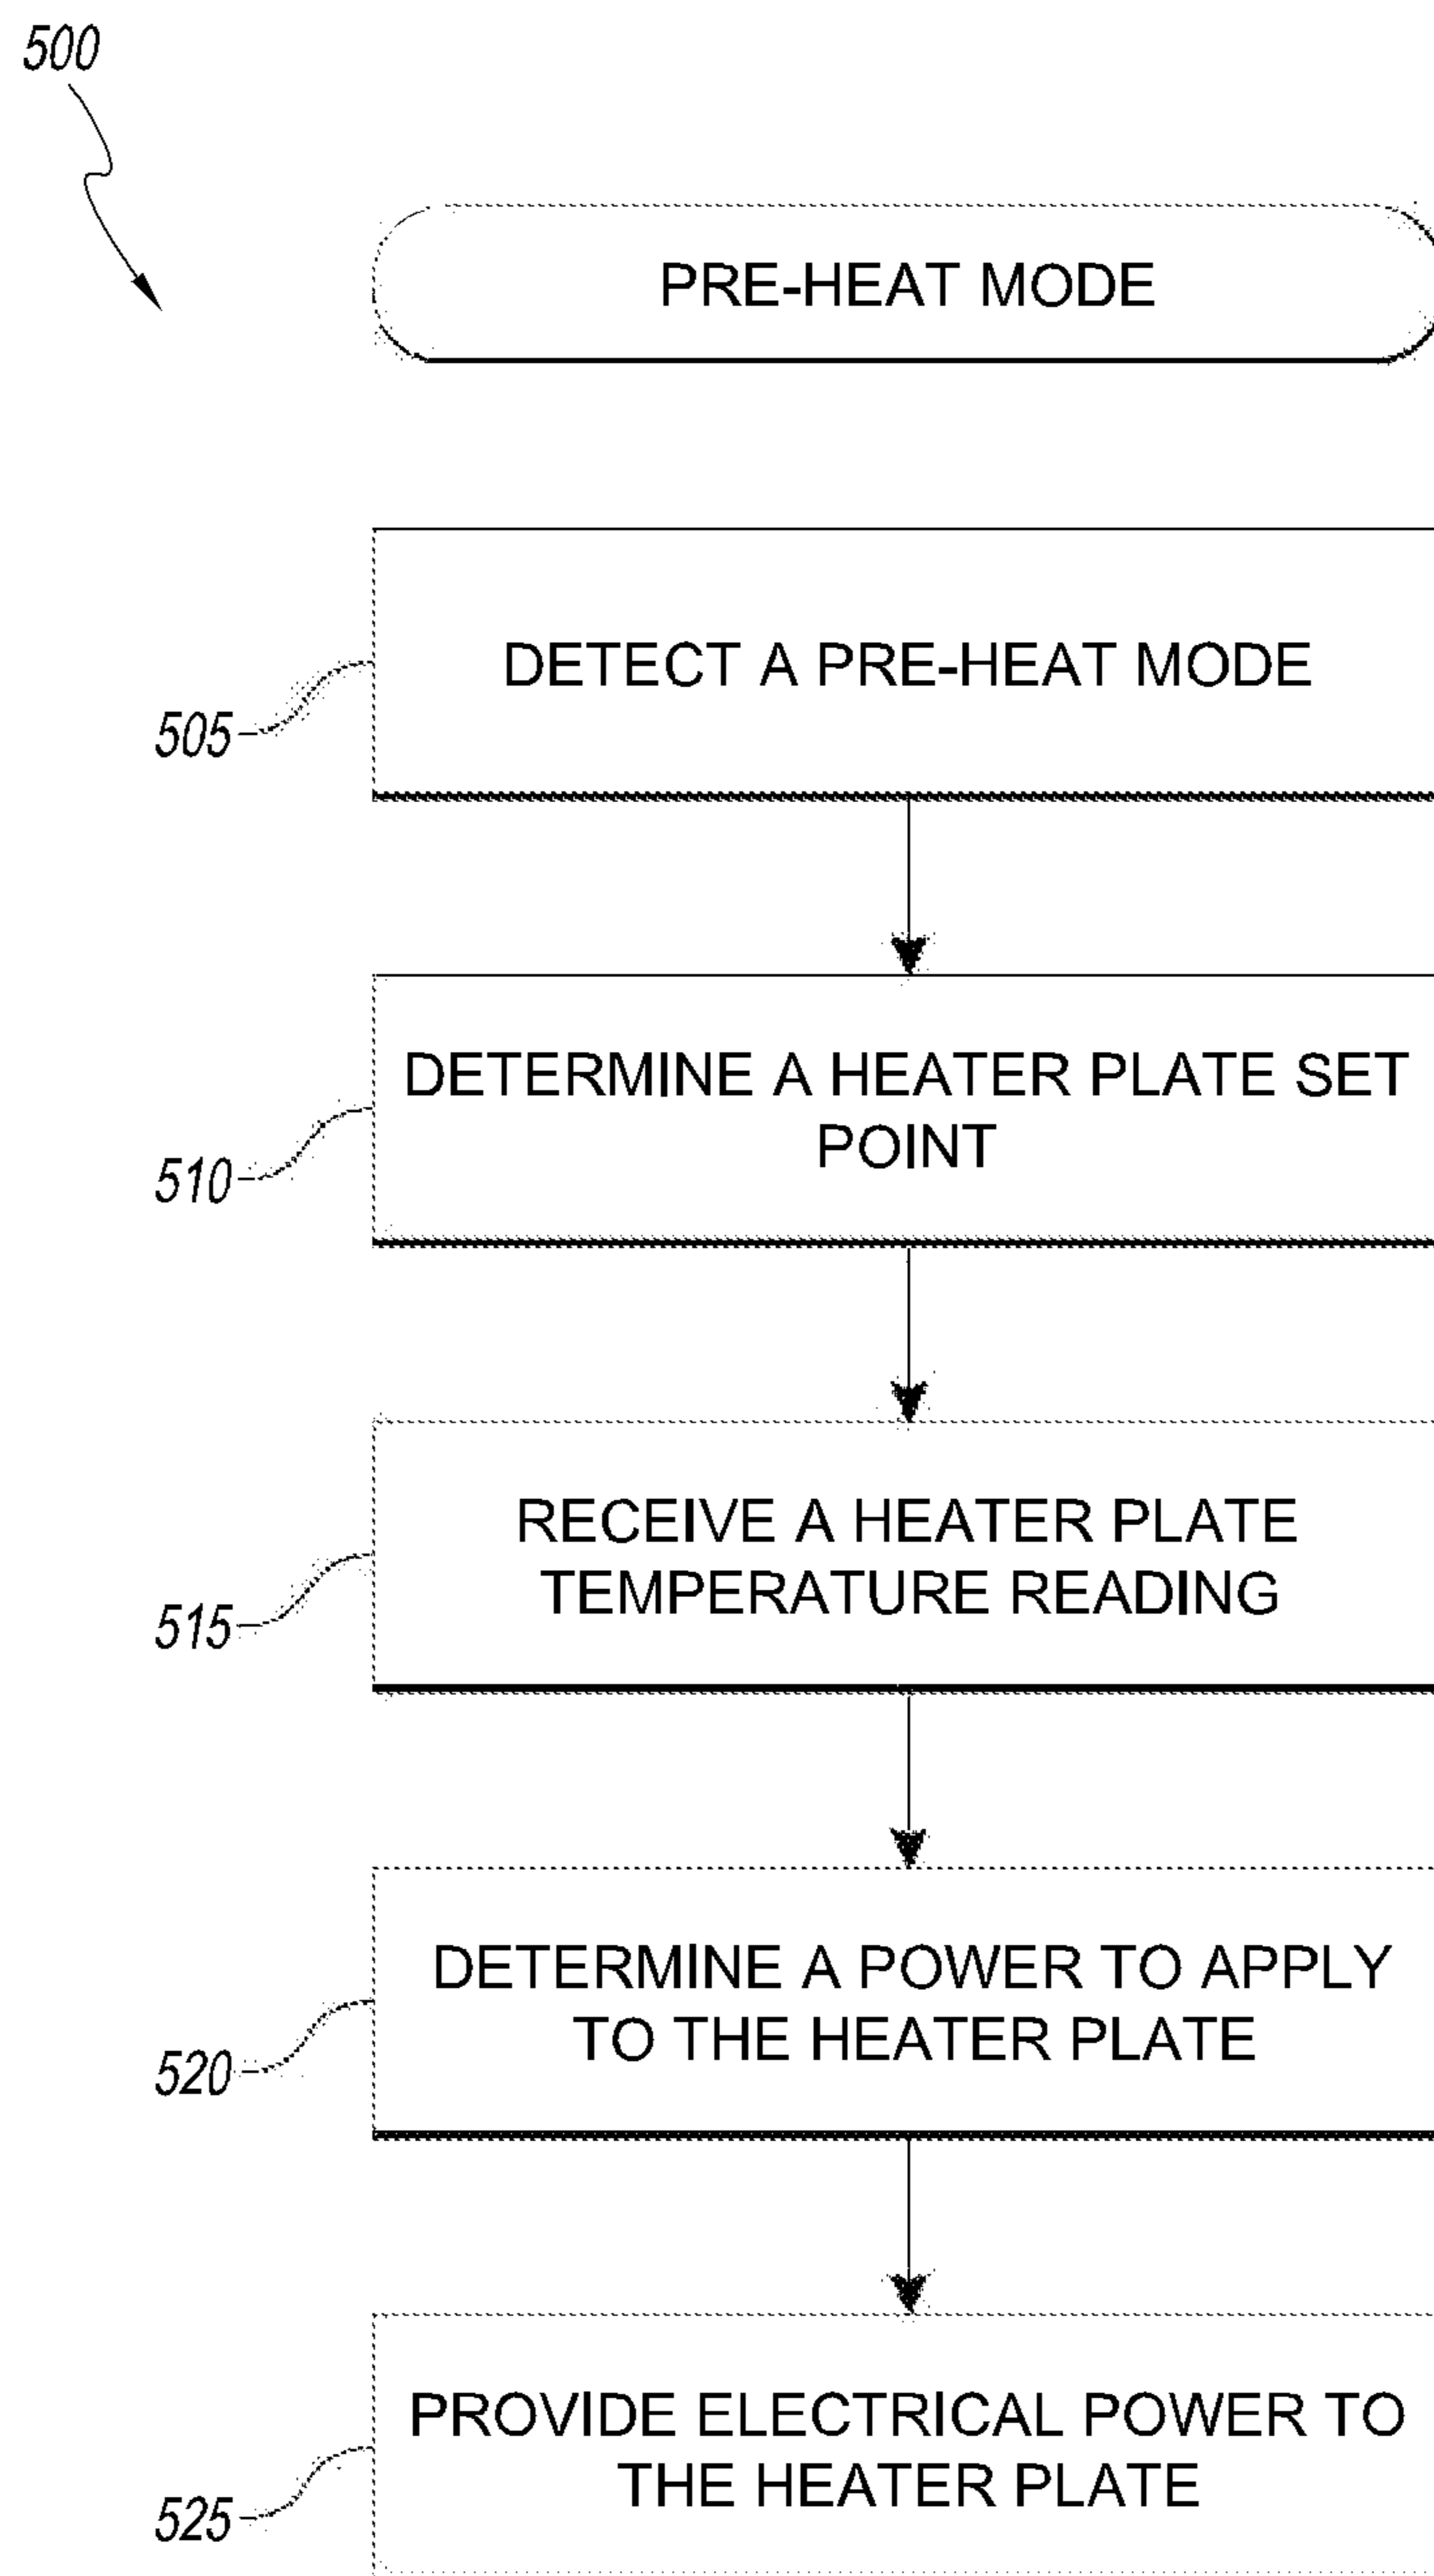 500
PRE-HEAT MODE
DETECT A PRE-HEAT MODE
505
DETERMINE A HEATER PLATE SET
POINT
510
RECEIVE A HEATER PLATE
TEMPERATURE READING
515
DETERMINE A POWER TO APPLY
TO THE HEATER PLATE
520
PROVIDE ELECTRICAL POWER TO
THE HEATER PLATE
525